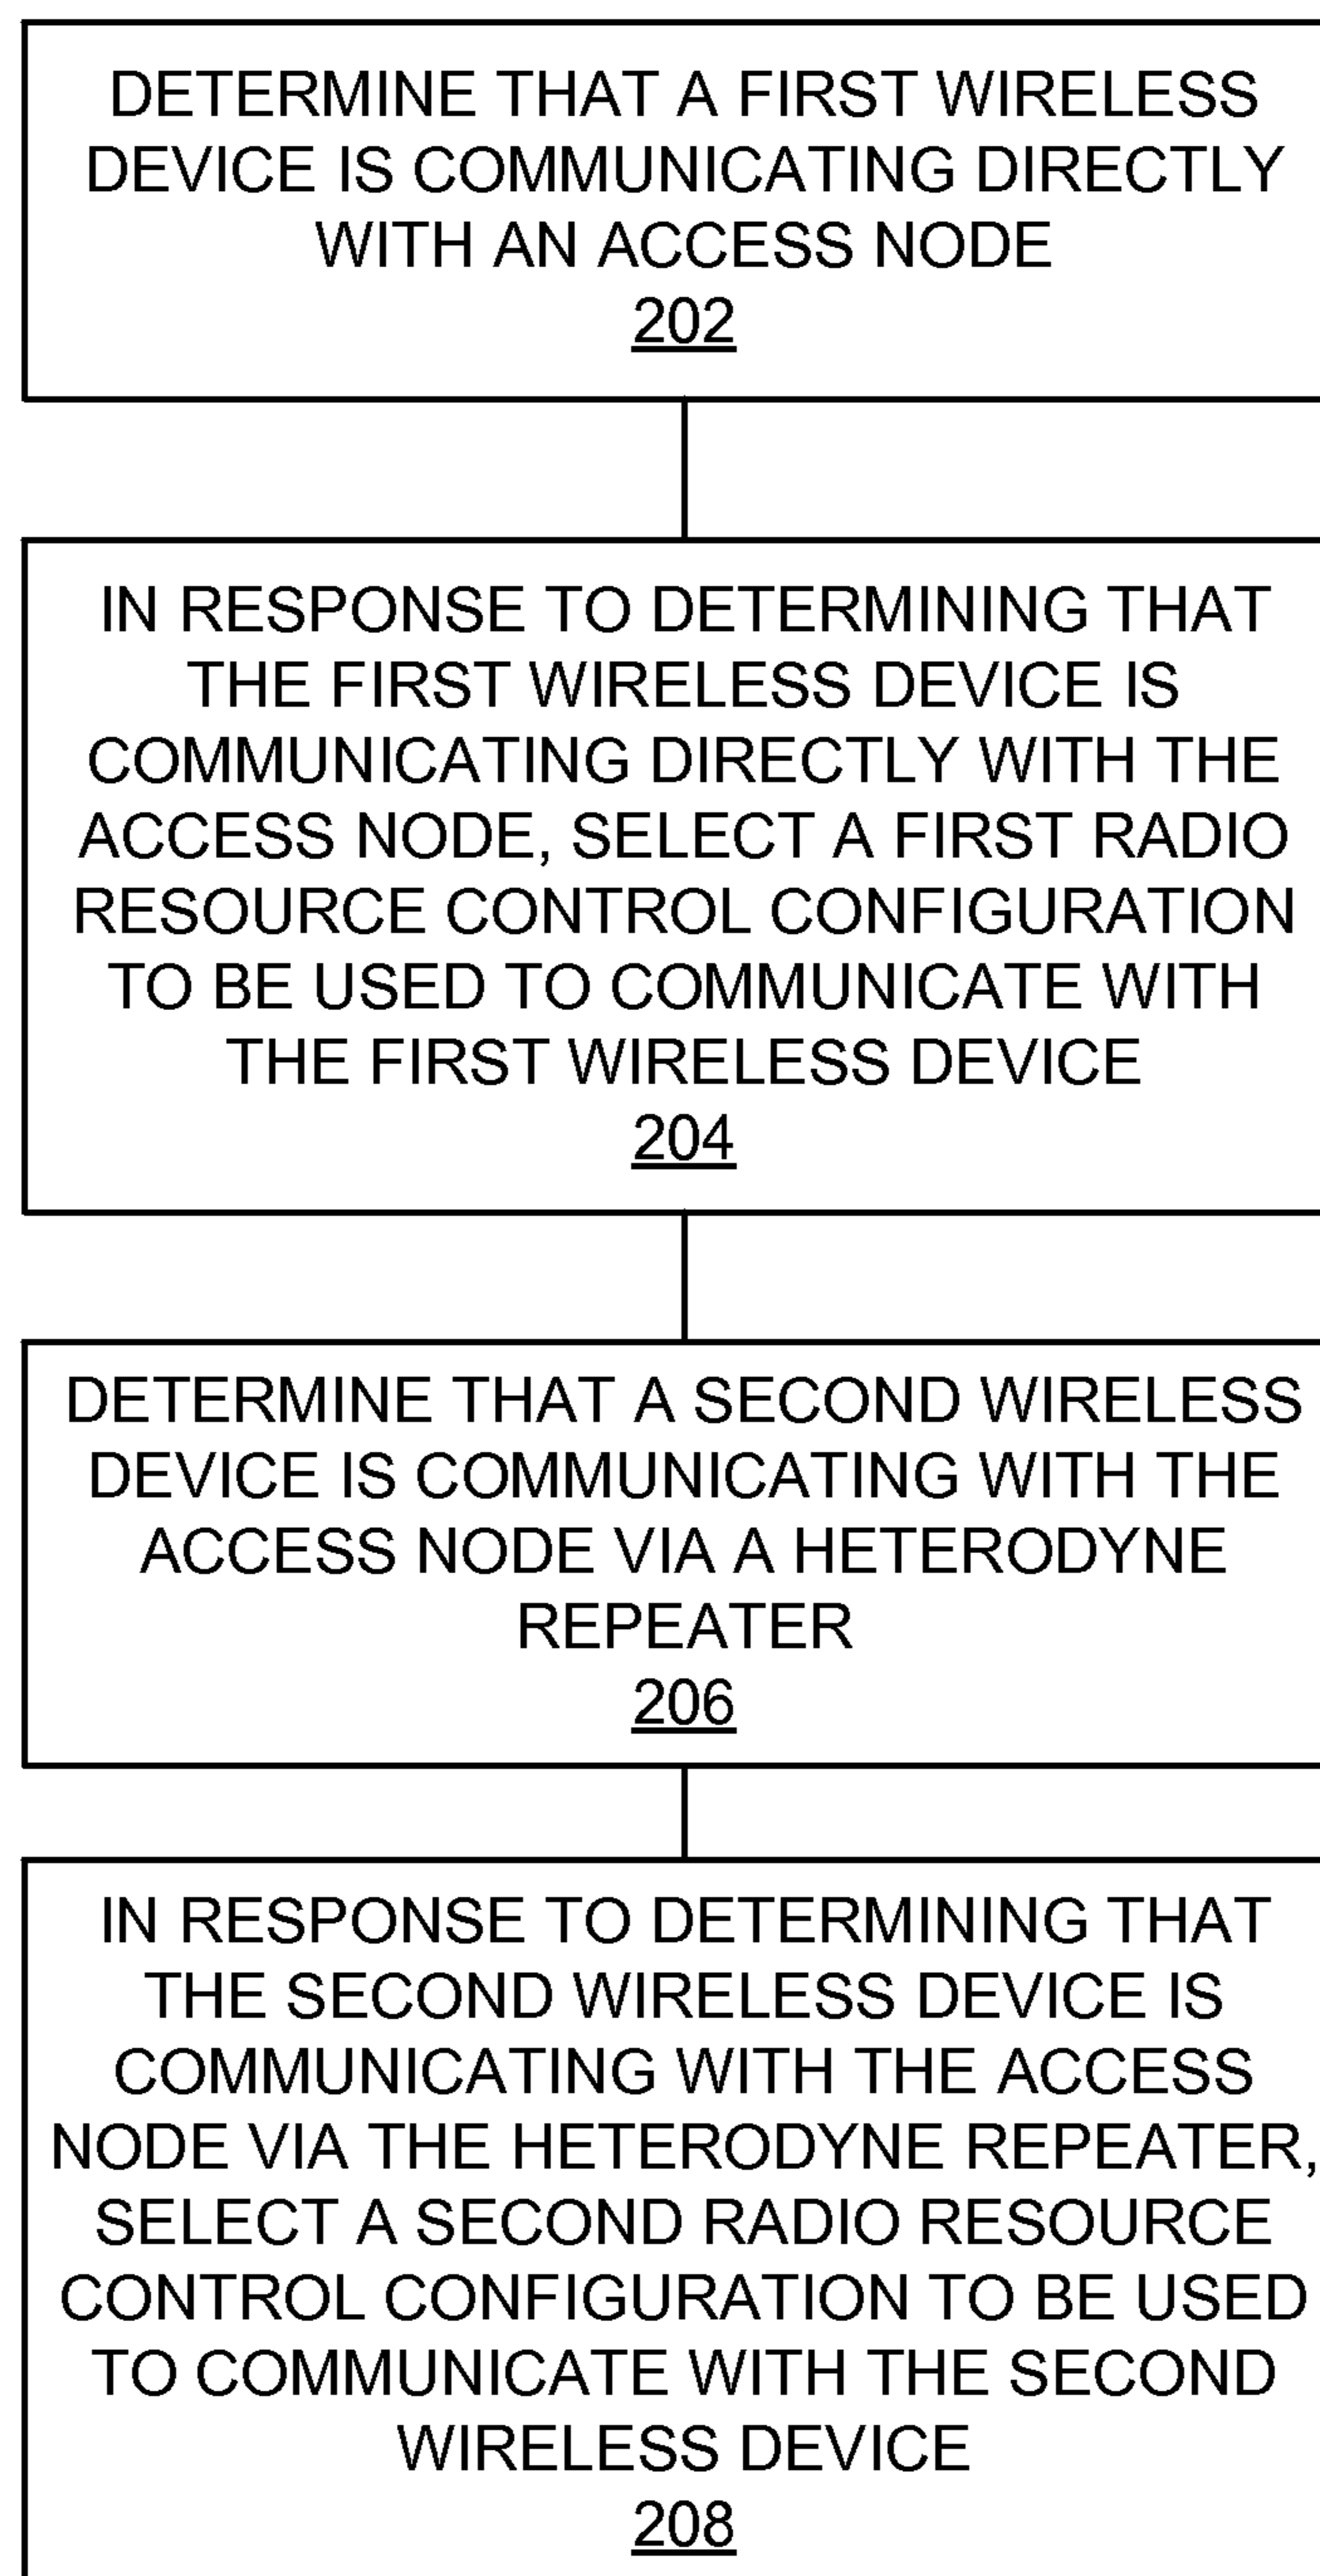 DETERMINE THAT A FIRST WIRELESS
DEVICE IS COMMUNICATING DIRECTLY
WITH AN ACCESS NODE
202
IN RESPONSE TO DETERMINING THAT
THE FIRST WIRELESS DEVICE IS
COMMUNICATING DIRECTLY WITH THE
ACCESS NODE, SELECT A FIRST RADIO
RESOURCE CONTROL CONFIGURATION
TO BE USED TO COMMUNICATE WITH
THE FIRST WIRELESS DEVICE
204
DETERMINE THAT A SECOND WIRELESS
DEVICE IS COMMUNICATING WITH THE
ACCESS NODE VIA A HETERODYNE
REPEATER
206
IN RESPONSE TO DETERMINING THAT
THE SECOND WIRELESS DEVICE IS
COMMUNICATING WITH THE ACCESS
NODE VIA THE HETERODYNE REPEATER,
SELECT A SECOND RADIO RESOURCE
CONTROL CONFIGURATION TO BE USED
TO COMMUNICATE WITH THE SECOND
WIRELESS DEVICE
208